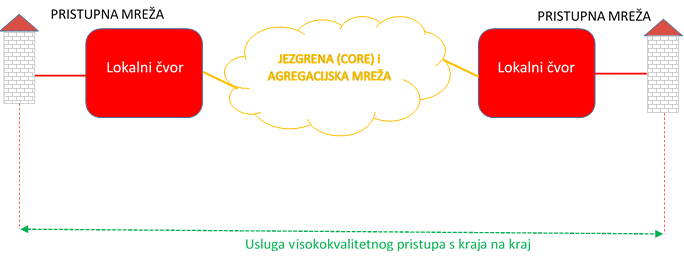 PRISTUPNA MREŽA
PRISTUPNA MREŽA
Lokalni čvor
JEZGRENA (CORE) i
AGREGACIJSKA MREŽA
Lokalni čvor
Usluga visokokvalitetnog pristupa s kraja na kraj